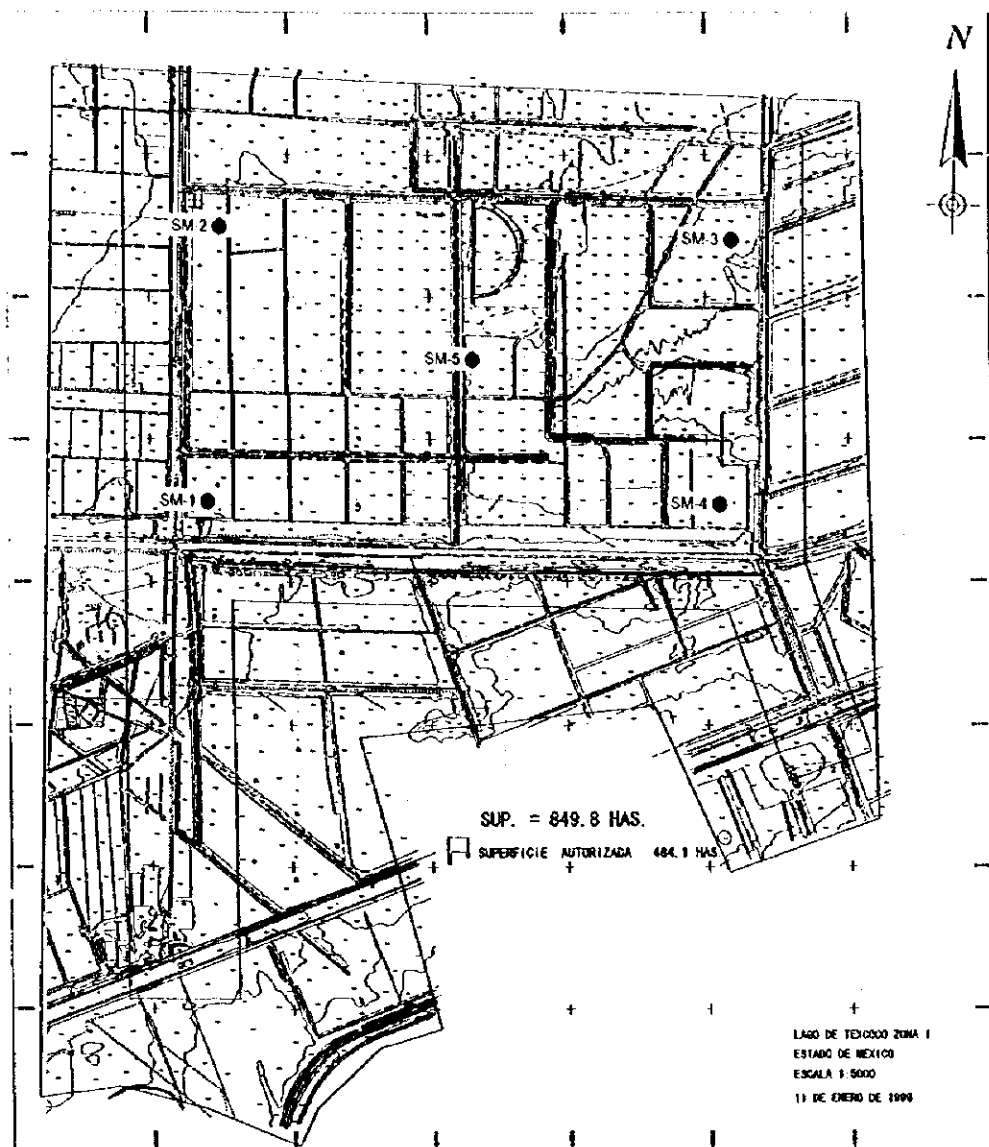 N
SM-2
SM-3
SM-5
SM-1
SM-4
SUP. = 849.8 HAS.
SUPERFICIE AUTORIZADA 484.1 HAS
LAGO DE TEXCOCO ZONA I
ESTADO DE MEXICO
ESCALA 1:5000
11 DE ENERO DE